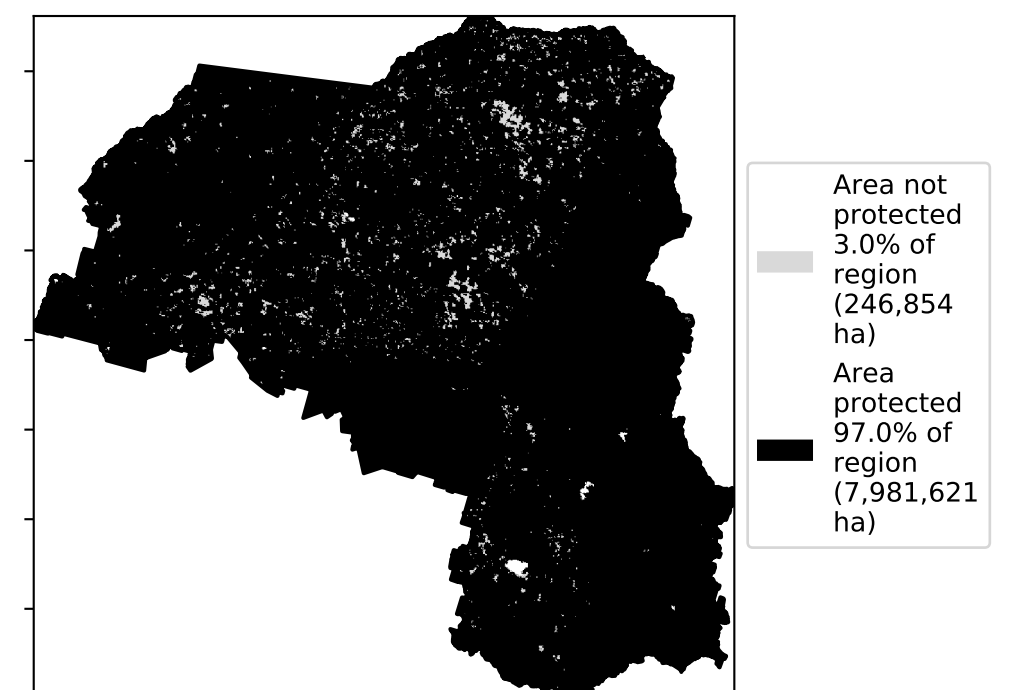 Area not
protected
3.0% of
region
(246,854
ha)
Area
protected
97.0% of
region
(7,981,621
ha)